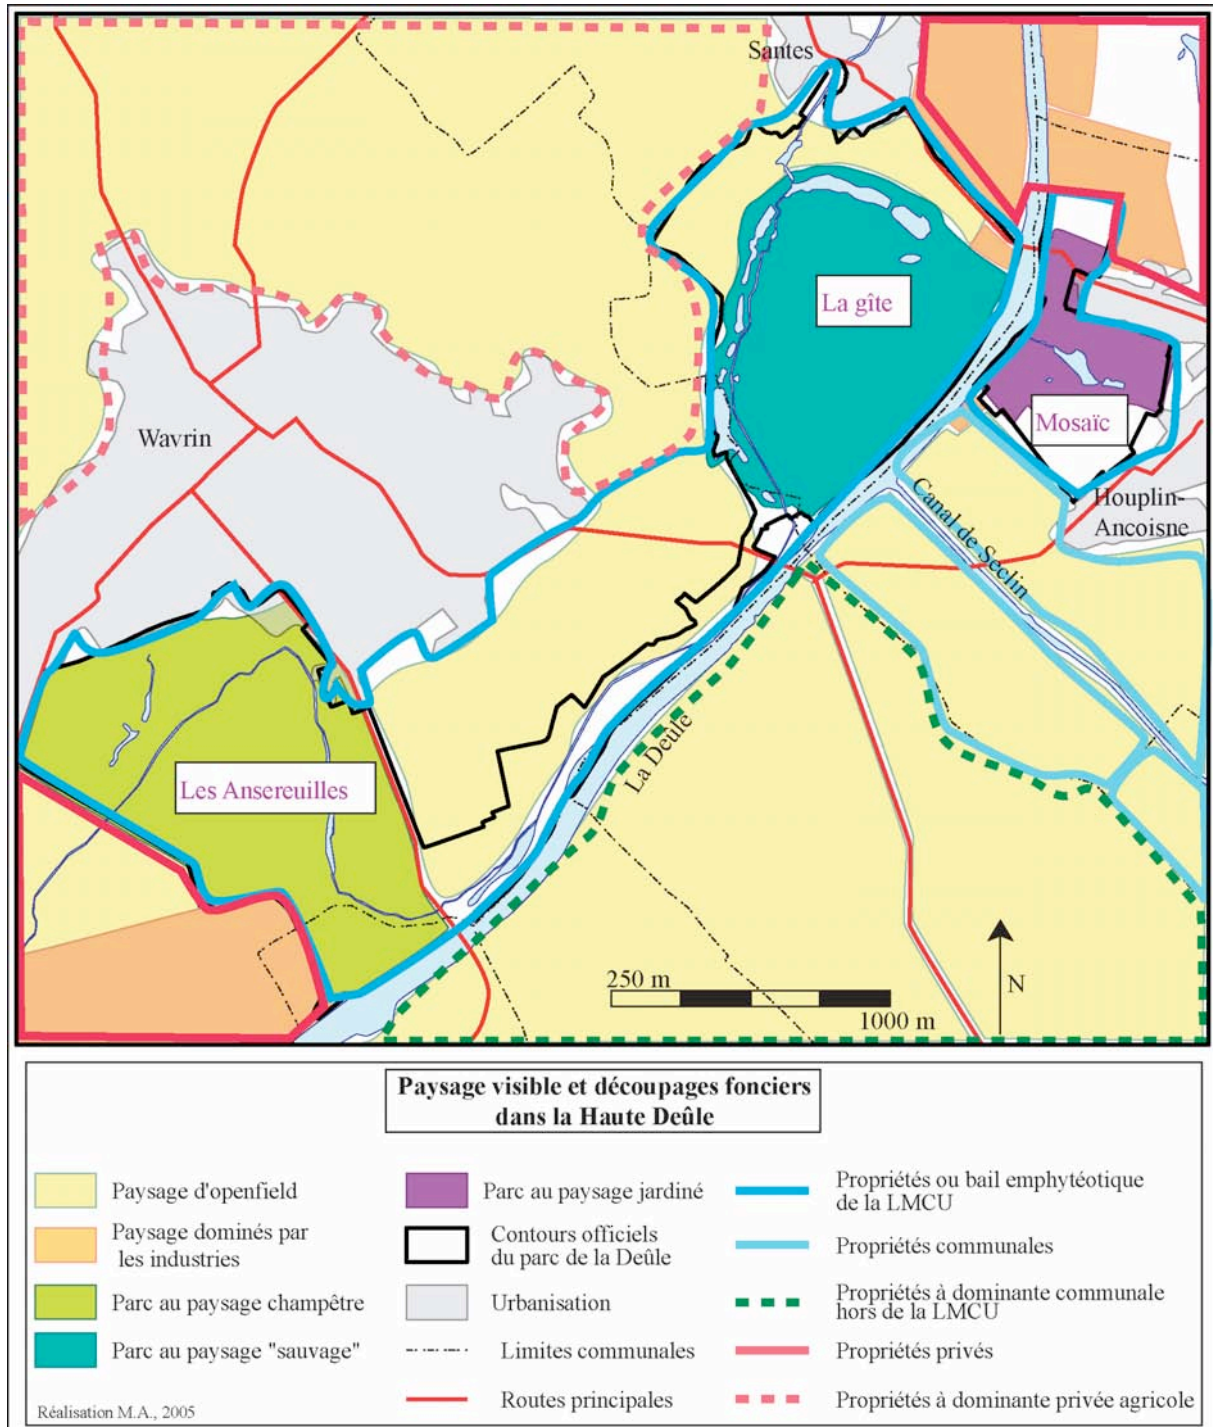 Santes
La gîte
Mosaïc
Wavrin
Houplin-
Ancoisne
Canal de Seclin
La Deûle
Les Ansereuilles
250 m
1000 m
N
Paysage visible et découpages fonciers
dans la Haute Deûle
Paysage d'openfield
Paysage dominés par
les industries
Parc au paysage champêtre
Parc au paysage "sauvage"
Parc au paysage jardiné
Contours officiels
du parc de la Deûle
Urbanisation
Limites communales
Routes principales
Propriétés ou bail emphytéotique
de la LMCU
Propriétés communales
Propriétés à dominante communale
hors de la LMCU
Propriétés privés
Propriétés à dominante privée agricole
Réalisation M.A., 2005